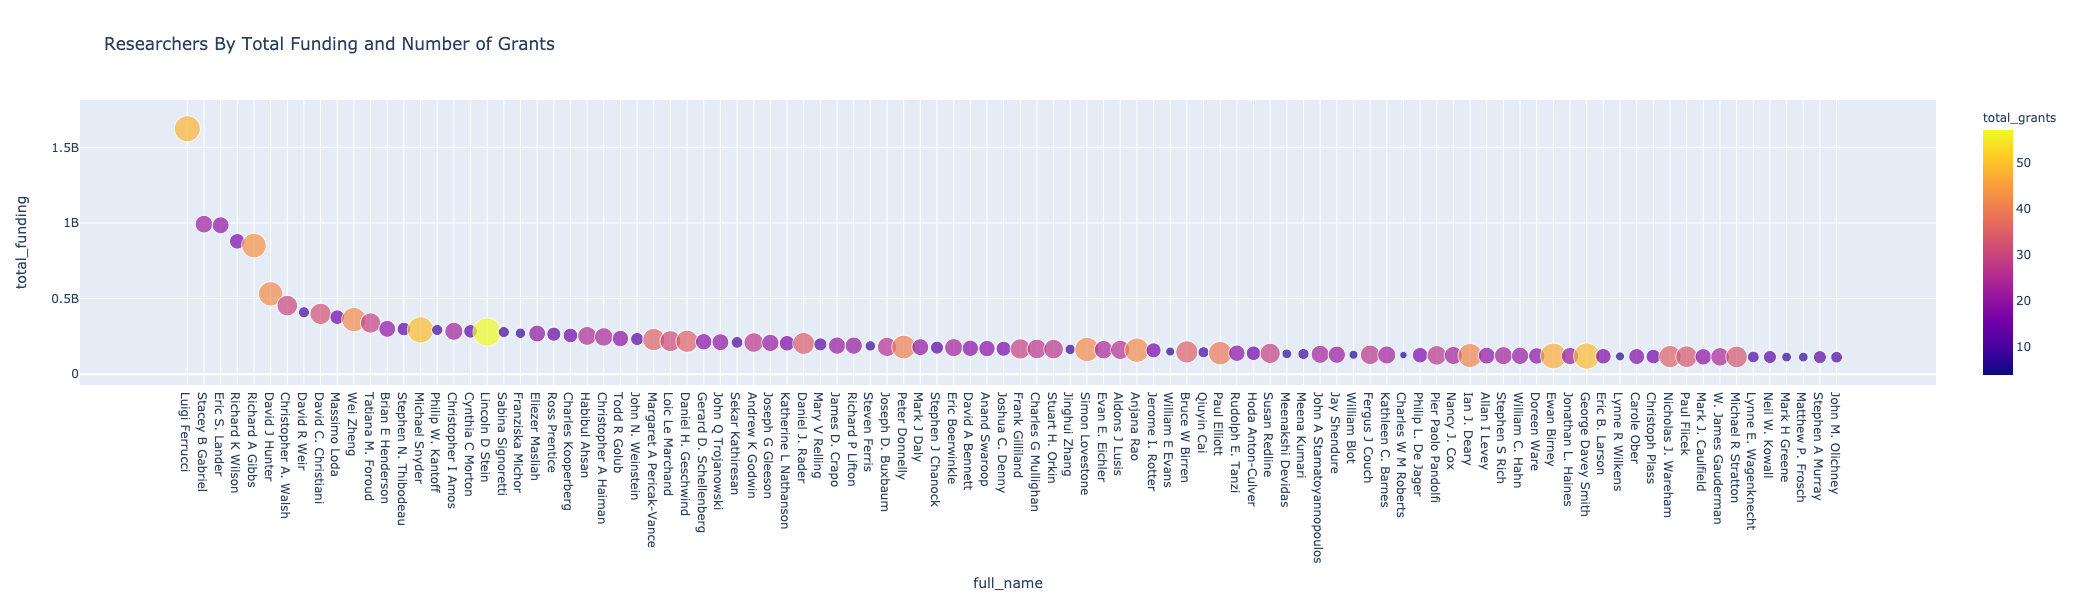 Researchers By Total Funding and Number of Grants
total_grants
50
40
30
20
10
total_funding
1.5B
1B
0.5B
0
Luigi Ferrucci
Stacey B Gabriel
Eric S. Lander
Richard K Wilson
Richard A Gibbs
David J Hunter
Christopher A. Walsh
David R Weir
David C. Christiani
Massimo Loda
Wei Zheng
Tatiana M. Foroud
Brian E Henderson
Stephen N. Thibodeau
Michael Snyder
Philip W. Kantoff
Christopher I Amos
Cynthia C Morton
Lincoln D Stein
Sabina Signoretti
Franziska Michor
Eliezer Masliah
Ross Prentice
Charles Kooperberg
Habibul Ahsan
Christopher A Haiman
Todd R Golub
John N. Weinstein
Margaret A Pericak-Vance
Loic Le Marchand
Daniel H. Geschwind
Gerard D. Schellenberg
John Q Trojanowski
Sekar Kathiresan
Andrew K Godwin
Joseph G Gleeson
Katherine L Nathanson
Daniel J. Rader
Mary V Relling
James D. Crapo
Richard P Lifton
Steven Ferris
Joseph D. Buxbaum
Peter Donnelly
Mark J Daly
Stephen J Chanock
Eric Boerwinkle
David A Bennett
Anand Swaroop
Joshua C. Denny
Frank Gilliland
Charles G Mullighan
Stuart H. Orkin
Jinghui Zhang
Simon Lovestone
Evan E. Eichler
Aldons J Lusis
Anjana Rao
Jerome I. Rotter
William E Evans
Bruce W Birren
Qiuyin Cai
Paul Elliott
Rudolph E. Tanzi
Hoda Anton-Culver
Susan Redline
Meenakshi Devidas
Meena Kumari
John A Stamatoyannopoulos
Jay Shendure
William Blot
Fergus J Couch
Kathleen C. Barnes
Charles W M Roberts
Philip L. De Jager
Pier Paolo Pandolfi
Nancy J. Cox
Ian J. Deary
Allan I Levey
Stephen S Rich
William C. Hahn
Doreen Ware
Ewan Birney
Jonathan L. Haines
George Davey Smith
Eric B. Larson
Lynne R Wilkens
Carole Ober
Christoph Plass
Nicholas J. Wareham
Paul Flicek
Mark J. Caulfield
W. James Gauderman
Michael R Stratton
Lynne E. Wagenknecht
Neil W. Kowall
Mark H Greene
Matthew P. Frosch
Stephen A Murray
John M. Olichney
full_name